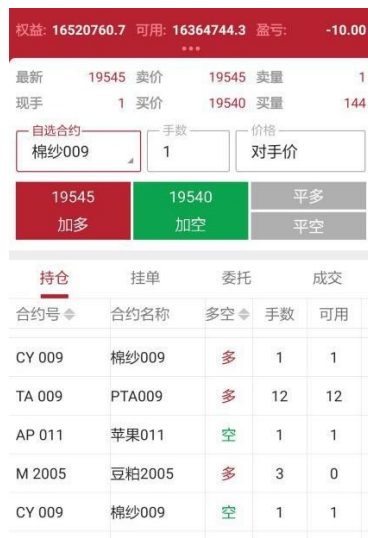 权益: 16520760.7 可用: 16364744.3 盈亏: -10.00
最新 19545 卖价 19545 卖量 1
现手 1 买价 19540 买量 144
自选合约 手数 价格
棉纱009 1 对手价
19545 19540 平多
加多 加空 平空
持仓 挂单 委托 成交
合约号 合约名称 多空 手数 可用
CY 009 棉纱009 多 1 1
TA 009 PTA009 多 12 12
AP 011 苹果011 空 1 1
M 2005 豆粕2005 多 3 0
CY 009 棉纱009 空 1 1